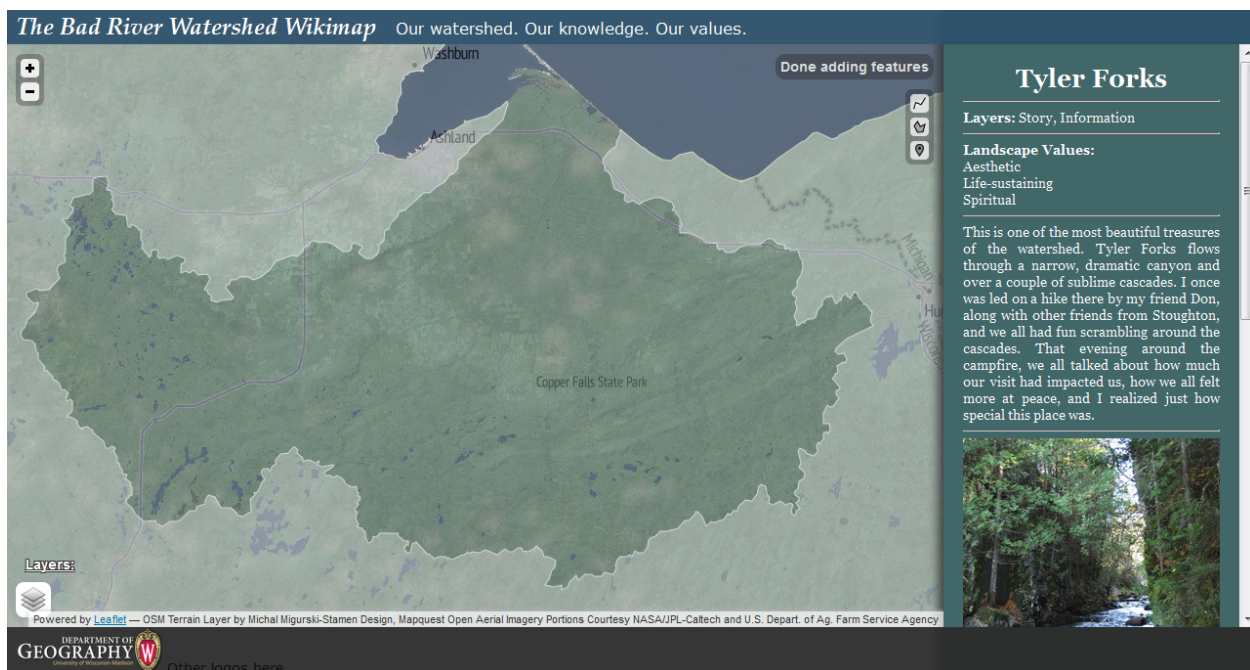 The Bad River Watershed Wikimap Our watershed. Our knowledge. Our values.
+
-
Washburn
Ashland
Done adding features
Michigan
Wisconsin
Hur
Copper Falls State Park
Layers:
Powered by Leaflet — OSM Terrain Layer by Michal Migurski-Stamen Design, Mapquest Open Aerial Imagery Portions Courtesy NASA/JPL-Caltech and U.S. Depart. of Ag. Farm Service Agency
Tyler Forks
Layers: Story, Information
Landscape Values:
Aesthetic
Life-sustaining
Spiritual
This is one of the most beautiful treasures
of the watershed. Tyler Forks flows
through a narrow, dramatic canyon and
over a couple of sublime cascades. I once
was led on a hike there by my friend Don,
along with other friends from Stoughton,
and we all had fun scrambling around the
cascades. That evening around the
campfire, we all talked about how much
our visit had impacted us, how we all felt
more at peace, and I realized just how
special this place was.
DEPARTMENT OF
GEOGRAPHY
University of Wisconsin-Madison
Other logos here